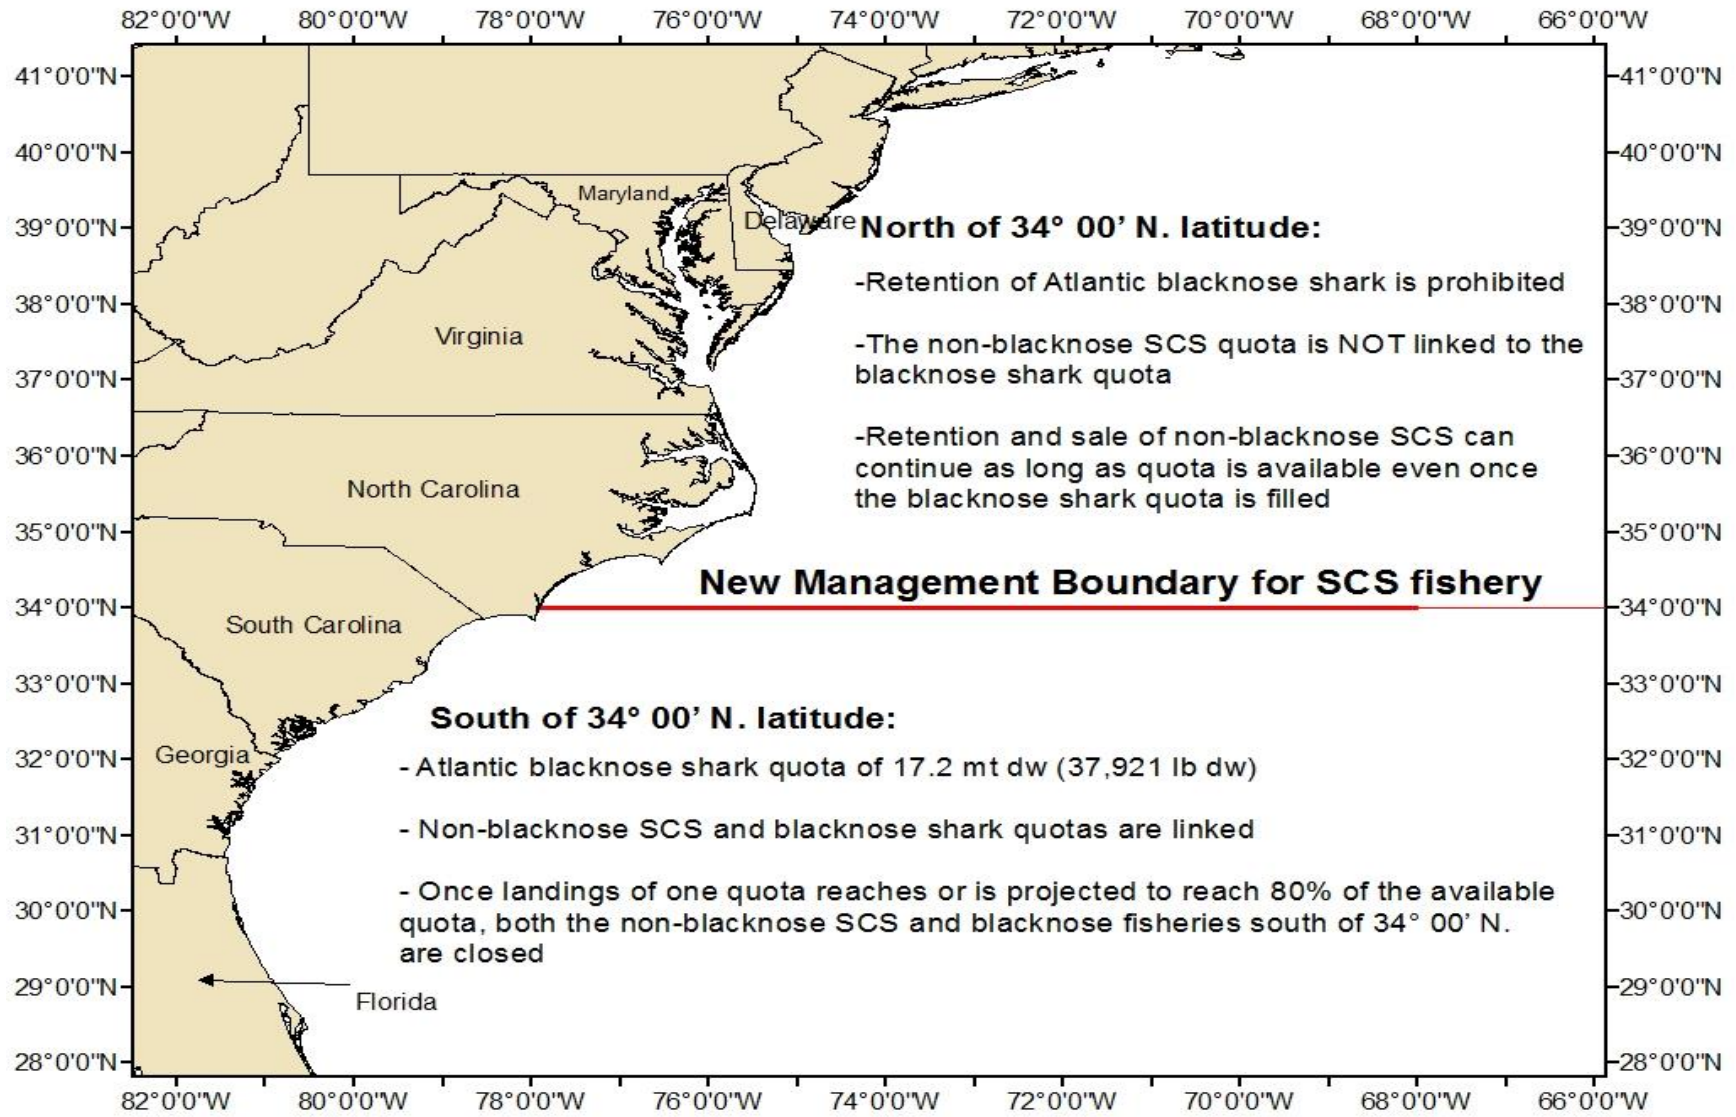 82°0'0"W 80°0'0"W 78°0'0"W 76°0'0"W 74°0'0"W 72°0'0"W 70°0'0"W 68°0'0"W 66°0'0"W
41°0'0"N 41°0'0"N
40°0'0"N 40°0'0"N
Maryland
39°0'0"N Delaware North of 34° 00' N. latitude: 39°0'0"N
-Retention of Atlantic blacknose shark is prohibited
38°0'0"N 38°0'0"N
Virginia -The non-blacknose SCS quota is NOT linked to the
37°0'0"N blacknose shark quota 37°0'0"N
-Retention and sale of non-blacknose SCS can
36°0'0"N continue as long as quota is available even once 36°0'0"N
North Carolina the blacknose shark quota is filled
35°0'0"N 35°0'0"N
New Management Boundary for SCS fishery
34°0'0"N 34°0'0"N
South Carolina
33°0'0"N 33°0'0"N
South of 34° 00' N. latitude:
32°0'0"N Georgia 32°0'0"N
- Atlantic blacknose shark quota of 17.2 mt dw (37,921 lb dw)
31°0'0"N - Non-blacknose SCS and blacknose shark quotas are linked 31°0'0"N
- Once landings of one quota reaches or is projected to reach 80% of the available
30°0'0"N quota, both the non-blacknose SCS and blacknose fisheries south of 34° 00' N. 30°0'0"N
are closed
29°0'0"N 29°0'0"N
Florida
28°0'0"N 28°0'0"N
82°0'0"W 80°0'0"W 78°0'0"W 76°0'0"W 74°0'0"W 72°0'0"W 70°0'0"W 68°0'0"W 66°0'0"W